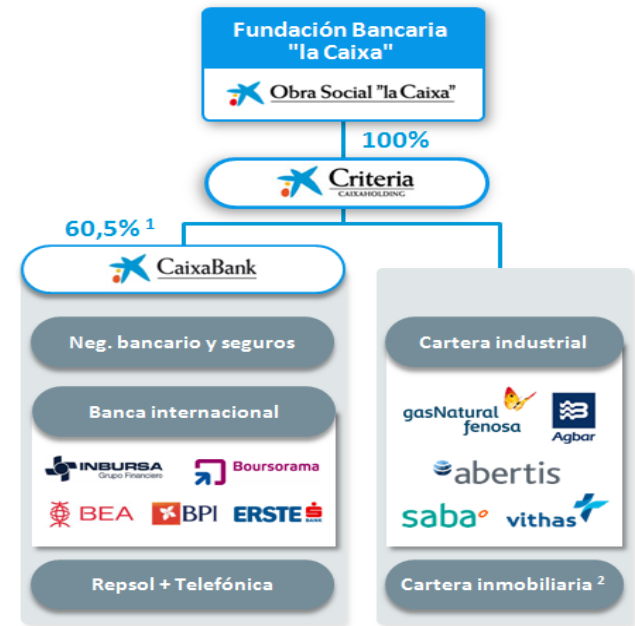 Fundación Bancaria
"la Caixa"
Obra Social "la Caixa"
100%
Criteria
CAIXAHOLDING
60,5% 1
CaixaBank
Neg. bancario y seguros
Banca internacional
INBURSA
Grupo Financiero
Boursorama
BEA
BPI
ERSTE
BANK
Repsol + Telefónica
Cartera industrial
gasNatural
fenosa
Agbar
abertis
saba
vithas
Cartera inmobiliaria 2